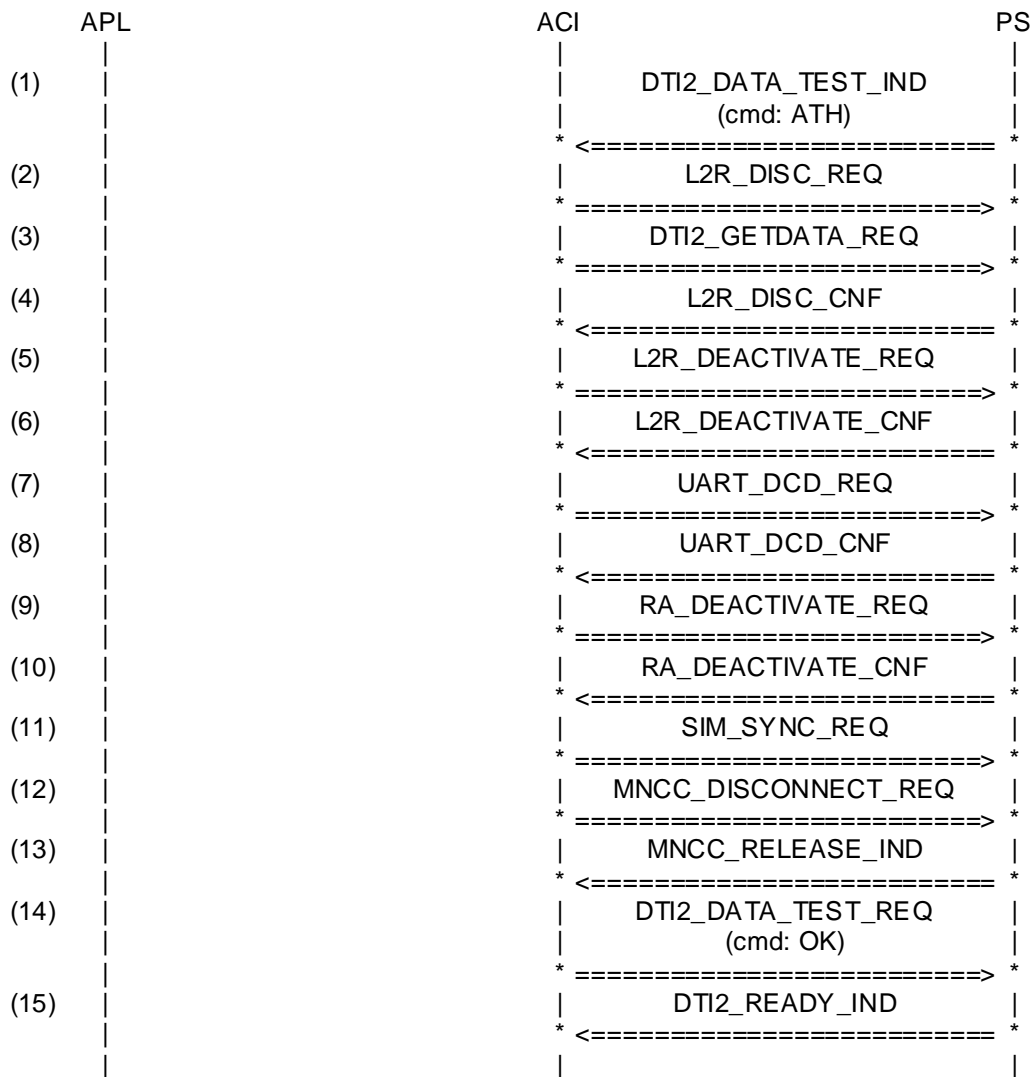 APL ACI PS
| | |
(1) | | DTI2_DATA_TEST_IND |
| | (cmd: ATH) |
| * <========================== *
(2) | | L2R_DISC_REQ |
| * ==========================> *
(3) | | DTI2_GETDATA_REQ |
| * ==========================> *
(4) | | L2R_DISC_CNF |
| * <========================== *
(5) | | L2R_DEACTIVATE_REQ |
| * ==========================> *
(6) | | L2R_DEACTIVATE_CNF |
| * <========================== *
(7) | | UART_DCD_REQ |
| * ==========================> *
(8) | | UART_DCD_CNF |
| * <========================== *
(9) | | RA_DEACTIVATE_REQ |
| * ==========================> *
(10) | | RA_DEACTIVATE_CNF |
| * <========================== *
(11) | | SIM_SYNC_REQ |
| * ==========================> *
(12) | | MNCC_DISCONNECT_REQ |
| * ==========================> *
(13) | | MNCC_RELEASE_IND |
| * <========================== *
(14) | | DTI2_DATA_TEST_REQ |
| | (cmd: OK) |
| * ==========================> *
(15) | | DTI2_READY_IND |
| * <========================== *
| | |